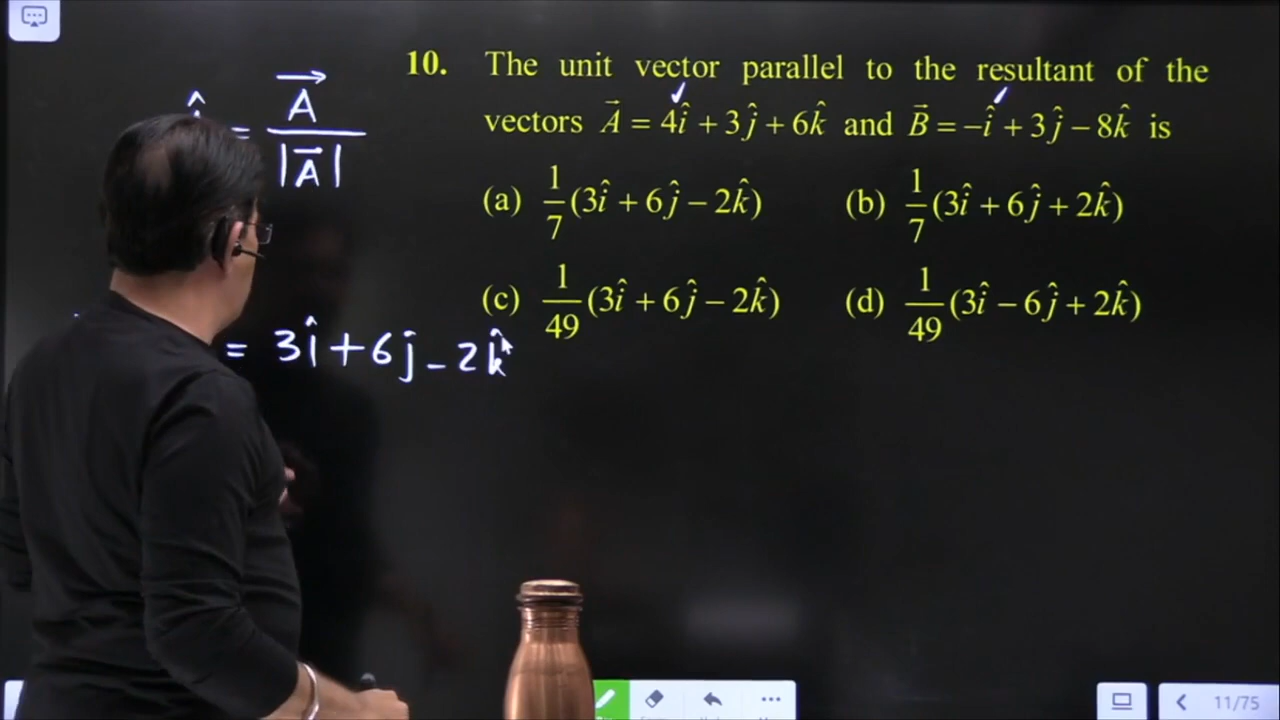 10. The unit vector parallel to the resultant of the
vectors A⃗ = 4î + 3ĵ + 6k̂ and B⃗ = −î + 3ĵ − 8k̂ is
(a) 1/7(3î + 6ĵ − 2k̂) (b) 1/7(3î + 6ĵ + 2k̂)
(c) 1/49(3î + 6ĵ − 2k̂) (d) 1/49(3î − 6ĵ + 2k̂)
= A⃗/|A⃗|
= 3î + 6ĵ − 2k̂
11/75